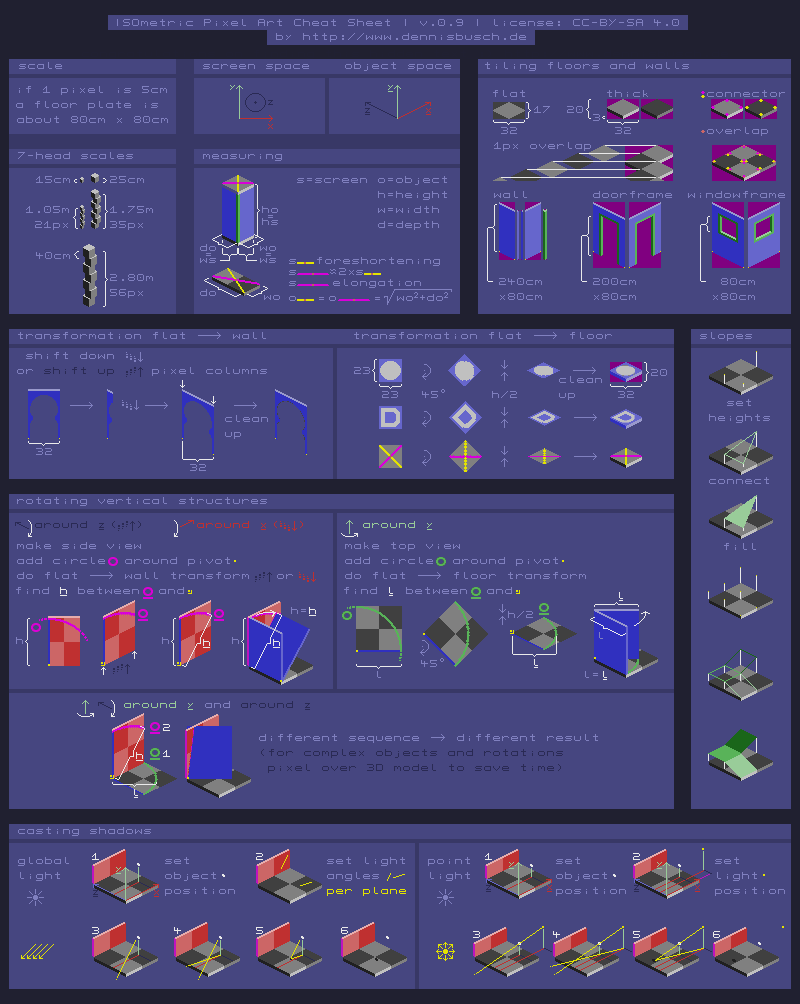 ISOmetric Pixel Art Cheat Sheet | v.0.9 | license: CC-BY-SA 4.0
by http://www.dennisbusch.de
scale
if 1 pixel is 5cm
a floor plate is
about 80cm x 80cm
screen space
object space
Y
Z
X
Y
Z
X
tiling floors and walls
flat
thick
connector
17
20
3
32
32
overlap
1px overlap
wall
doorframe
windowframe
240cm
x80cm
200cm
x80cm
80cm
x80cm
7-head scales
15cm
25cm
1.05m
21px
1.75m
35px
40cm
2.80m
56px
measuring
s=screen o=object
h=height
w=width
d=depth
ho
hs
do
ds
wo
ws
do
wo
s foreshortening
s ≈2xs
s elongation
o = o = √wo²+do²
transformation flat → wall
shift down
or shift up pixel columns
32
32
clean
up
transformation flat → floor
23
23
45°
h/2
clean
up
20
32
slopes
set
heights
connect
fill
rotating vertical structures
around z
around x
make side view
add circle around pivot
do flat → wall transform or
find h between and
h
h
h
h
h
h=h
around y
make top view
add circle around pivot
do flat → floor transform
find l between and
l
45°
h/2
l
l
l
l=l
around y and around z
2
1
h
l
different sequence → different result
(for complex objects and rotations
pixel over 3D model to save time)
casting shadows
global
light
1
set
object
position
2
set light
angles
per plane
3
4
5
6
point
light
1
set
object
position
2
set
light
position
3
4
5
6